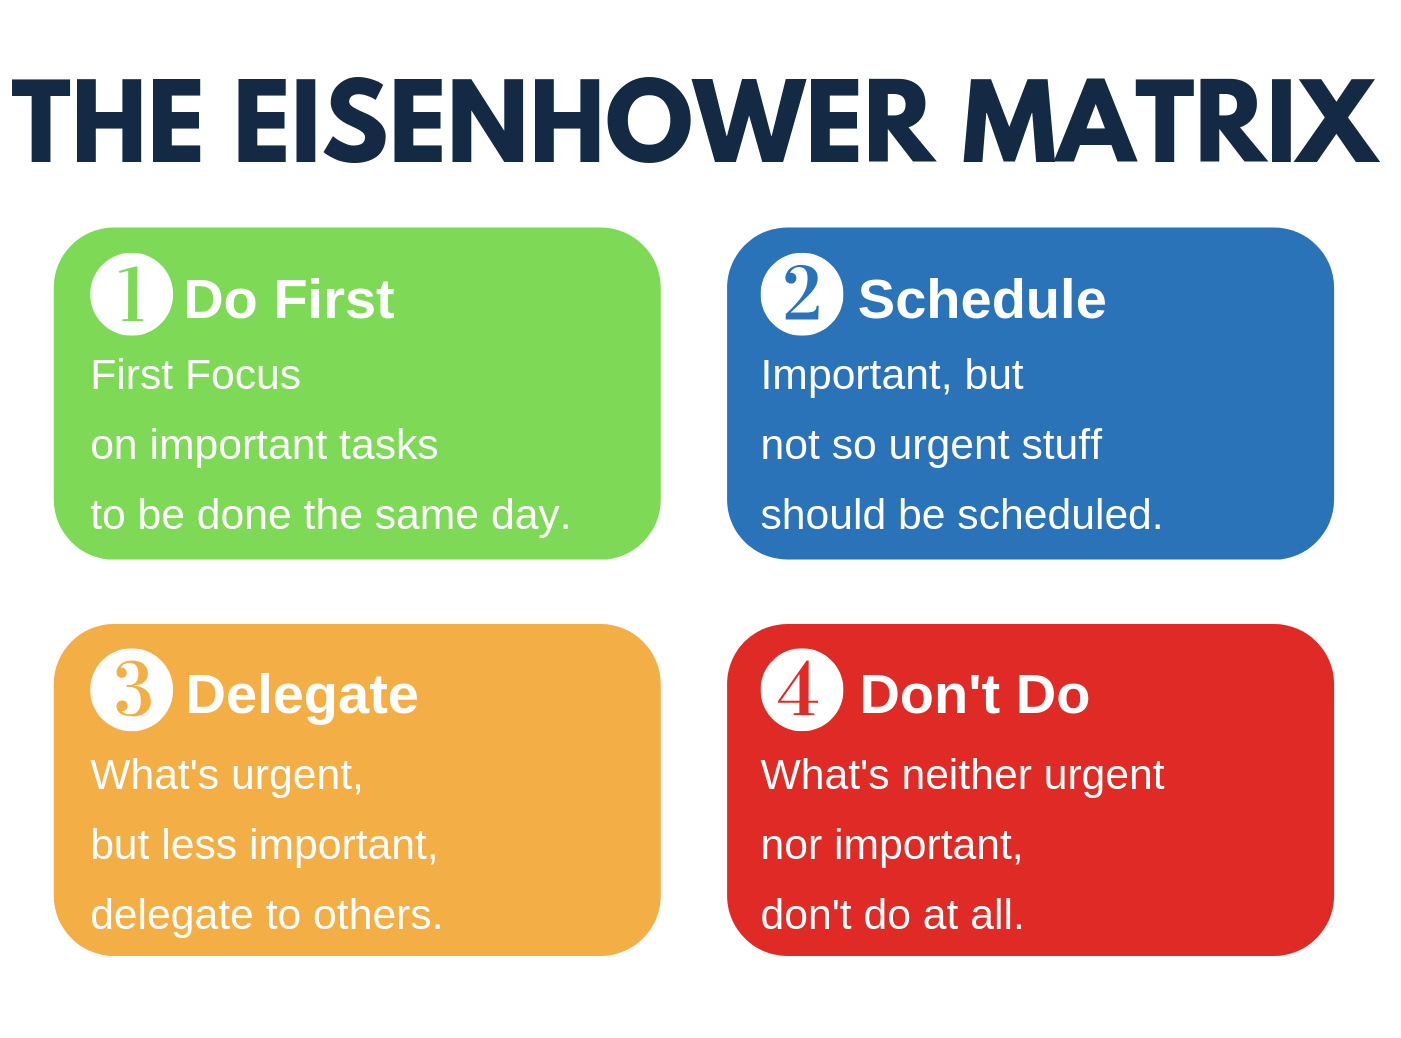 THE EISENHOWER MATRIX
1 Do First
First Focus
on important tasks
to be done the same day.
2 Schedule
Important, but
not so urgent stuff
should be scheduled.
3 Delegate
What's urgent,
but less important,
delegate to others.
4 Don't Do
What's neither urgent
nor important,
don't do at all.